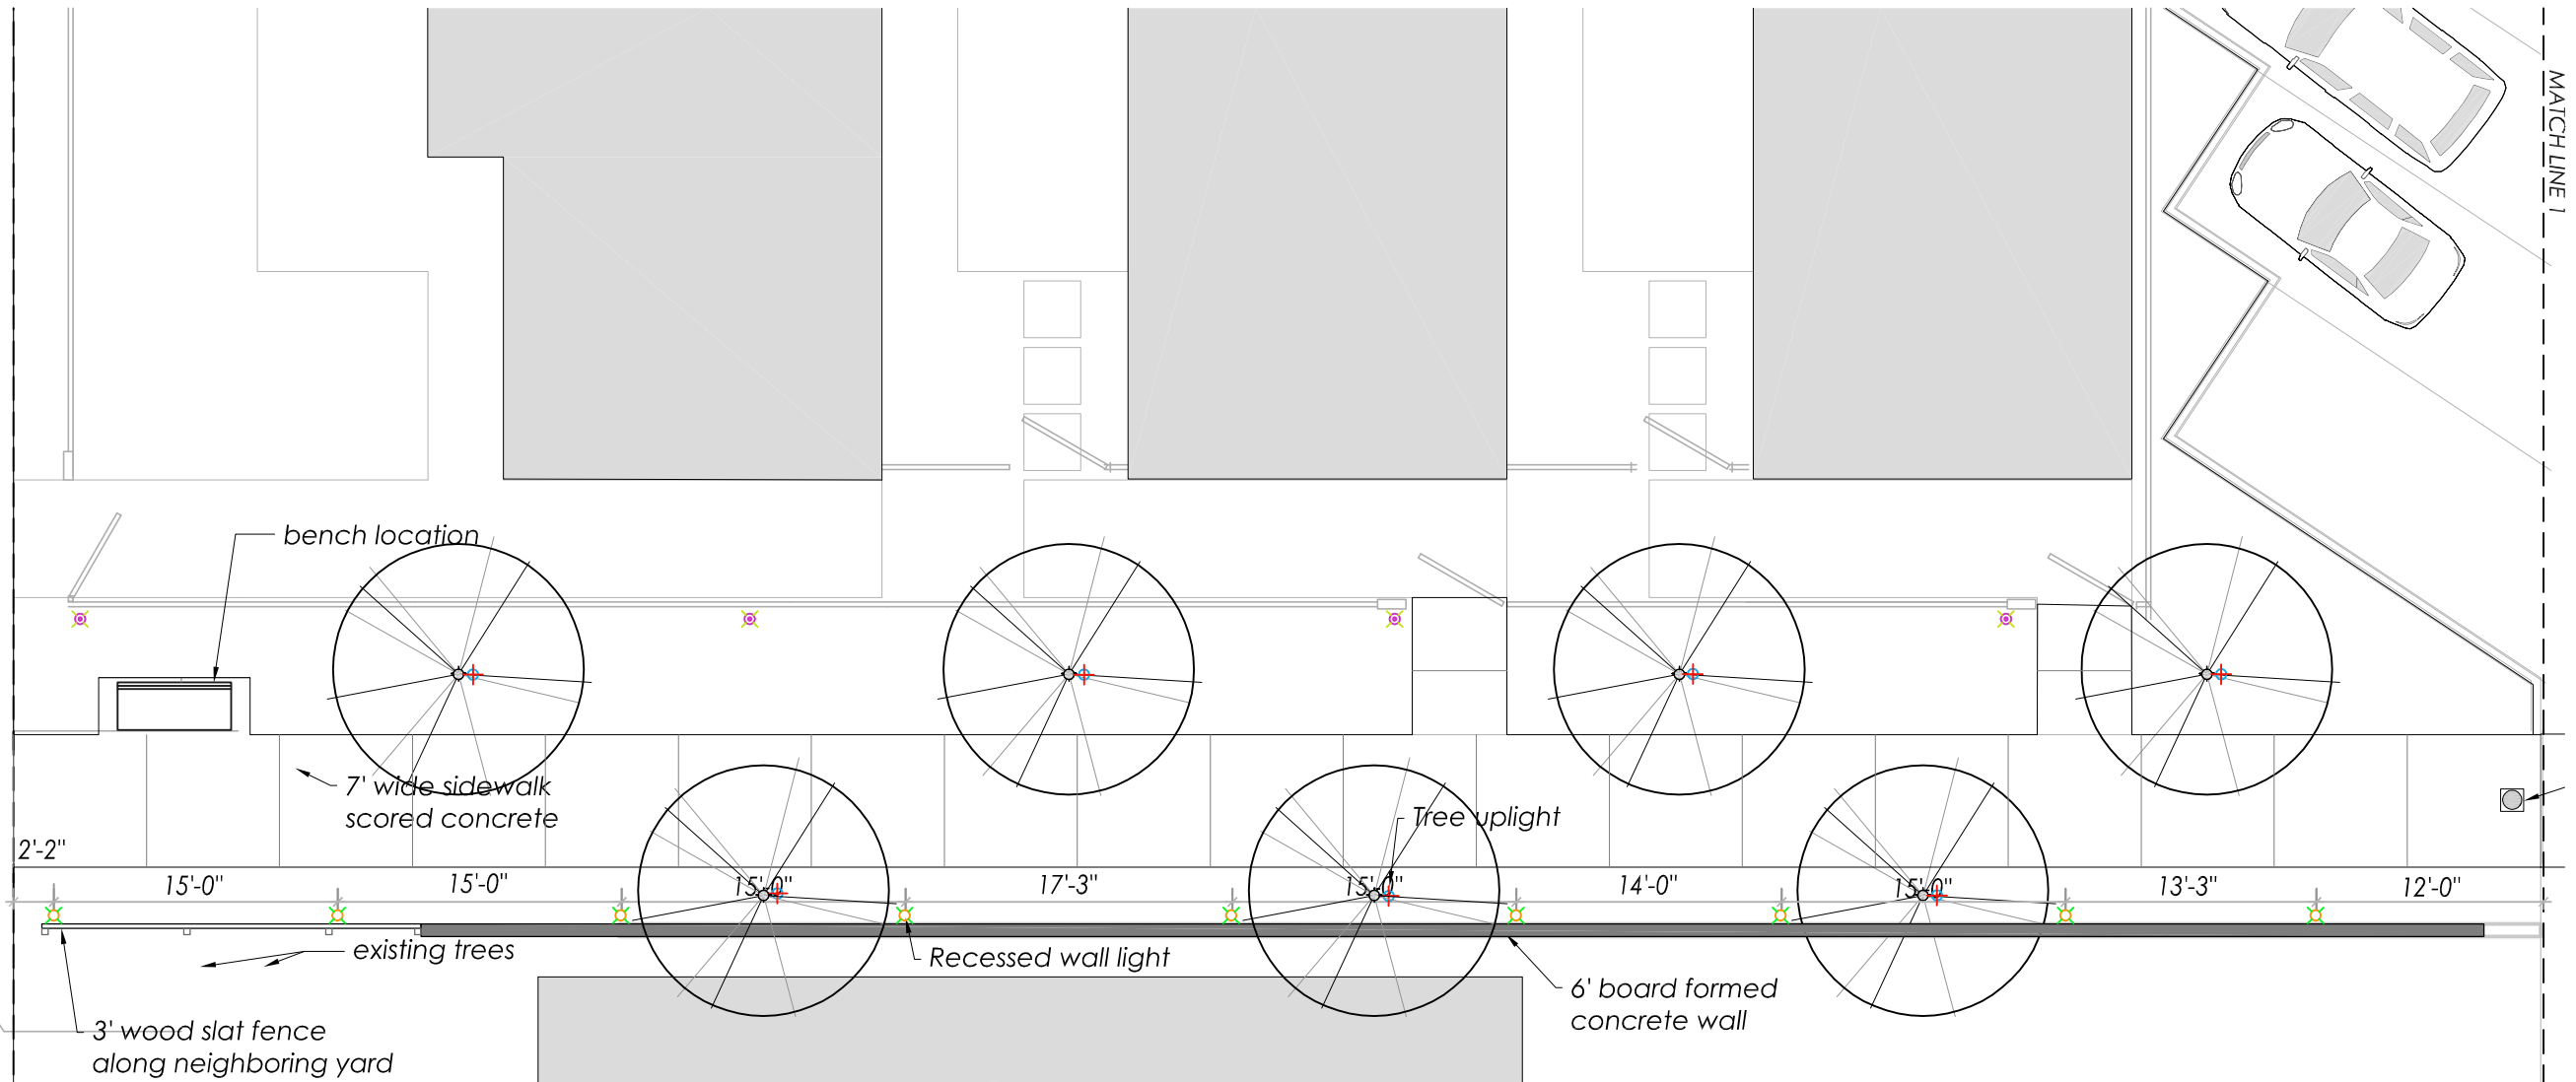 MATCH LINE 1
bench location
7' wide sidewalk
scored concrete
Tree uplight
2'-2"
15'-0"
15'-0"
15'-0"
17'-3"
15'-0"
14'-0"
15'-0"
13'-3"
12'-0"
existing trees
Recessed wall light
6' board formed
concrete wall
3' wood slat fence
along neighboring yard